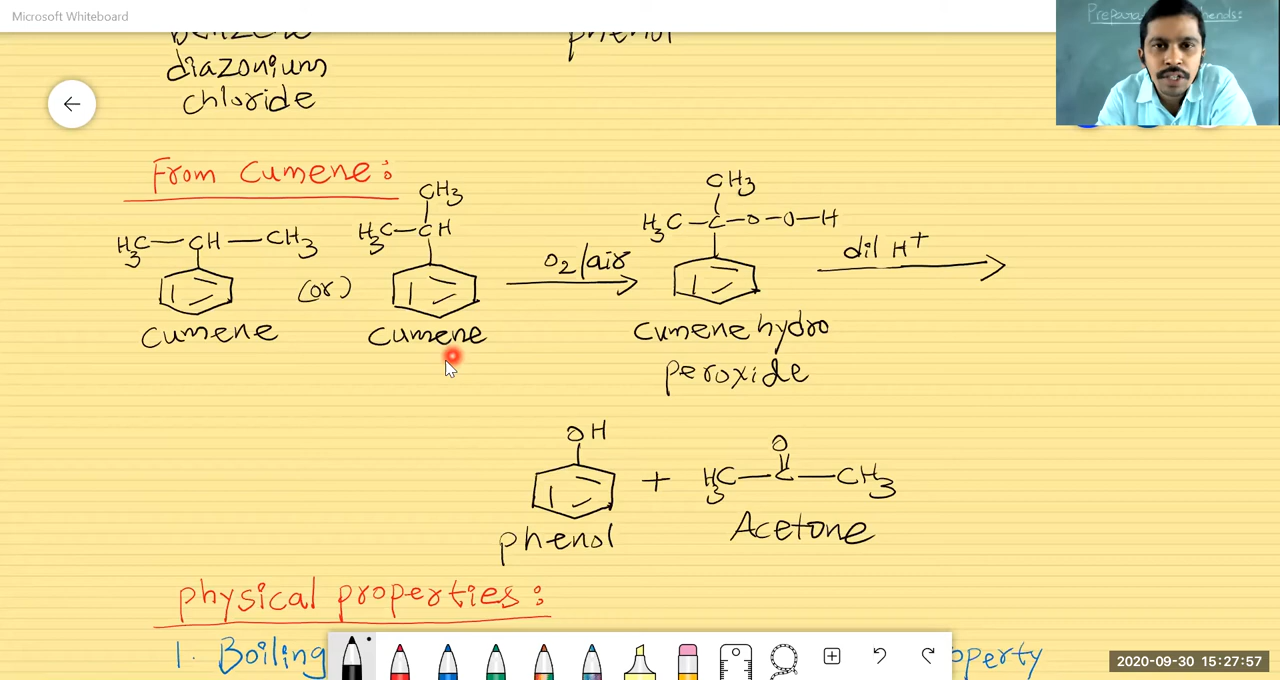 Microsoft Whiteboard
phenol
diazonium
chloride
From Cumene:
CH3
H3C—CH—CH3
H3C—CH
(or)
Cumene
Cumene
O2/air
CH3
H3C—C—O—O—H
Cumene hydro
peroxide
dil H+
OH
phenol
+
O
H3C—C—CH3
Acetone
physical properties:
1. Boiling
operty
2020-09-30 15:27:57